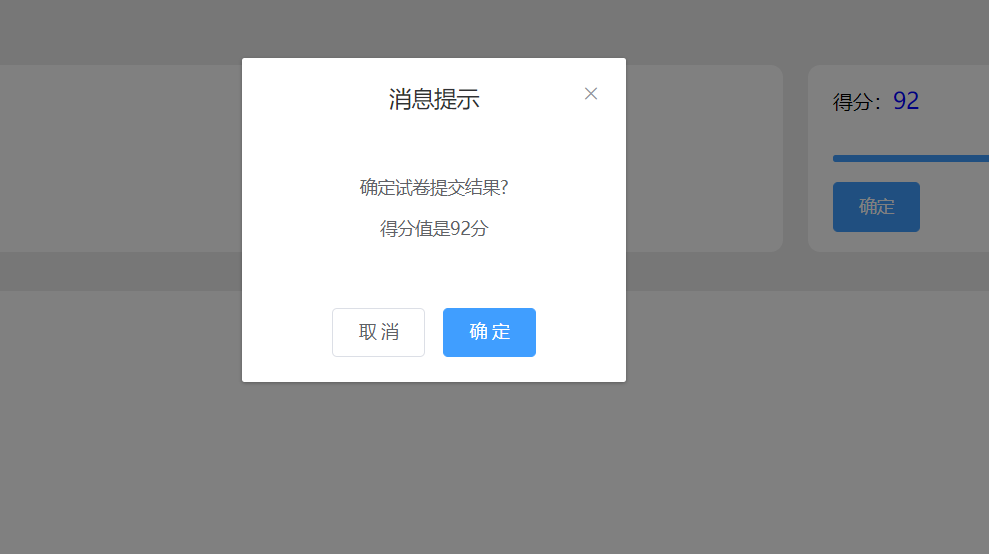 消息提示
确定试卷提交结果?
得分值是92分
取消
确定
得分：92
确定